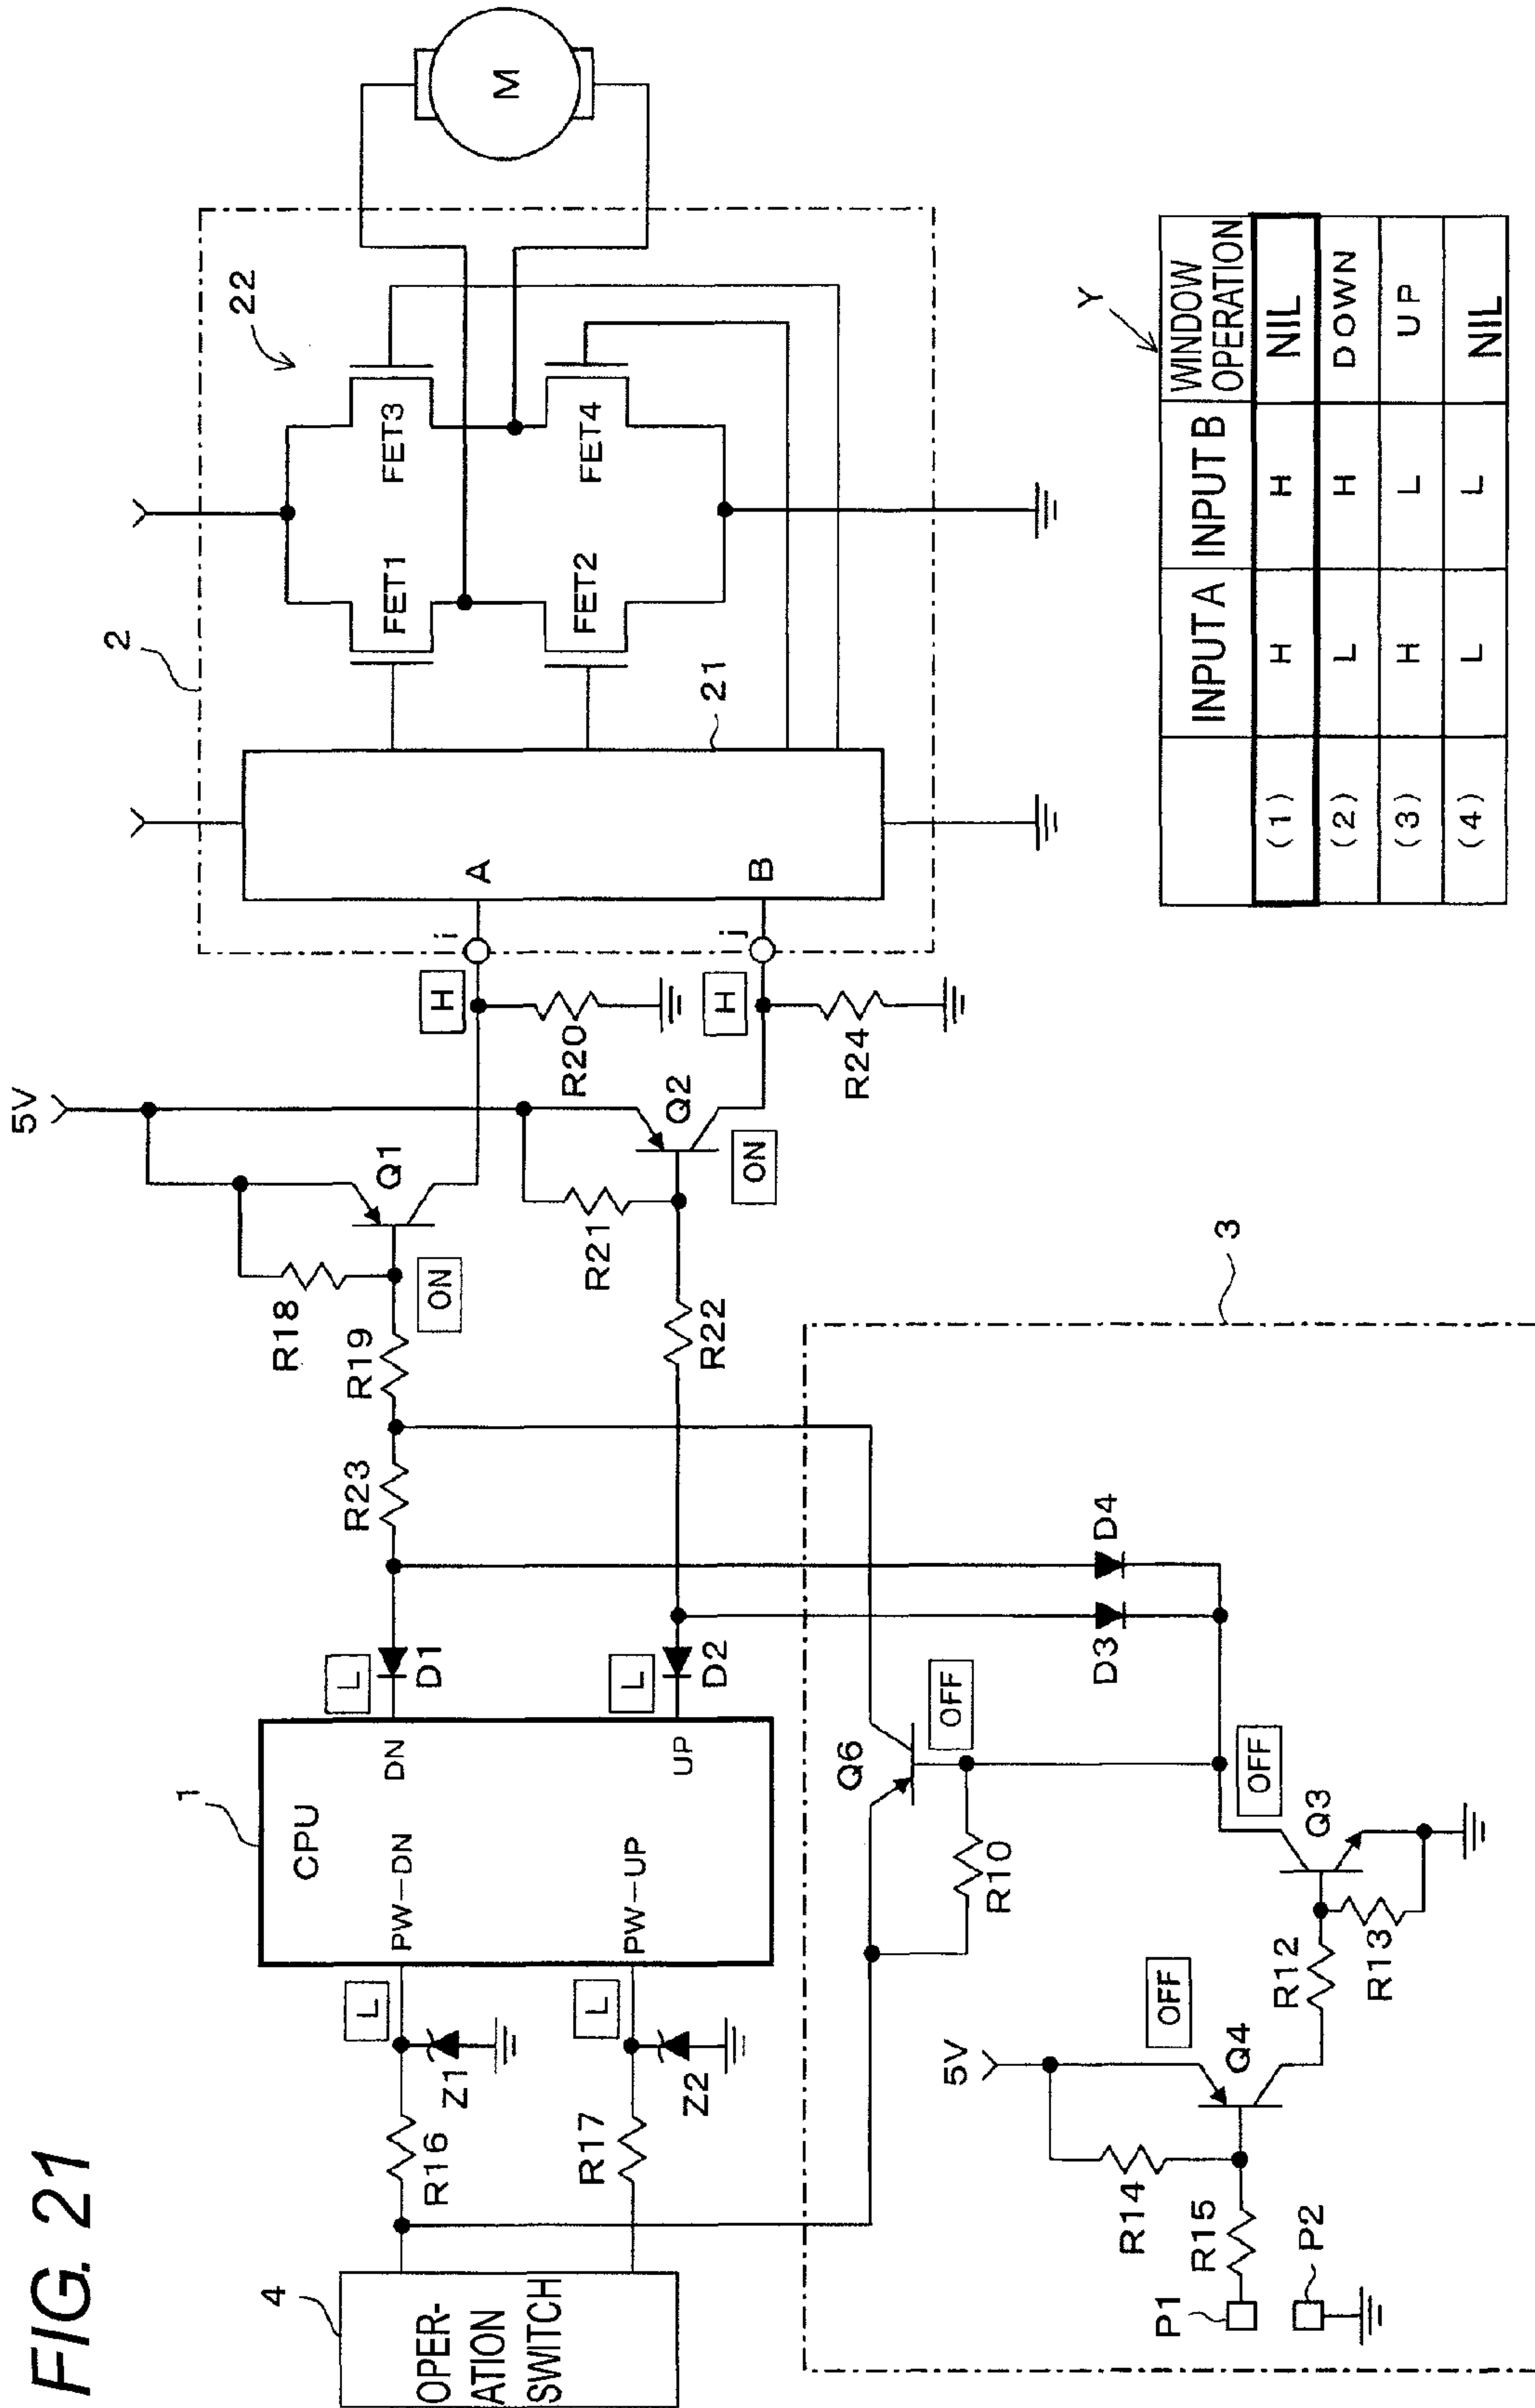 FIG. 21
4
OPER-
ATION
SWITCH
R16
R17
Z1
Z2
L
L
1
CPU
PW-DN
PW-UP
DN
UP
L
L
D1
D2
R23
R19
R18
ON
Q1
5V
R22
R21
Q2
ON
H
R20
H
R24
i
j
2
A
B
21
FET1
FET2
FET3
FET4
22
M
3
Q6
OFF
R10
D3
D4
OFF
Q3
R12
R13
OFF
5V
Q4
R14
R15
P1
P2
Y
INPUT A INPUT B WINDOW OPERATION
(1) H H NIL
(2) L H DOWN
(3) H L UP
(4) L L NIL